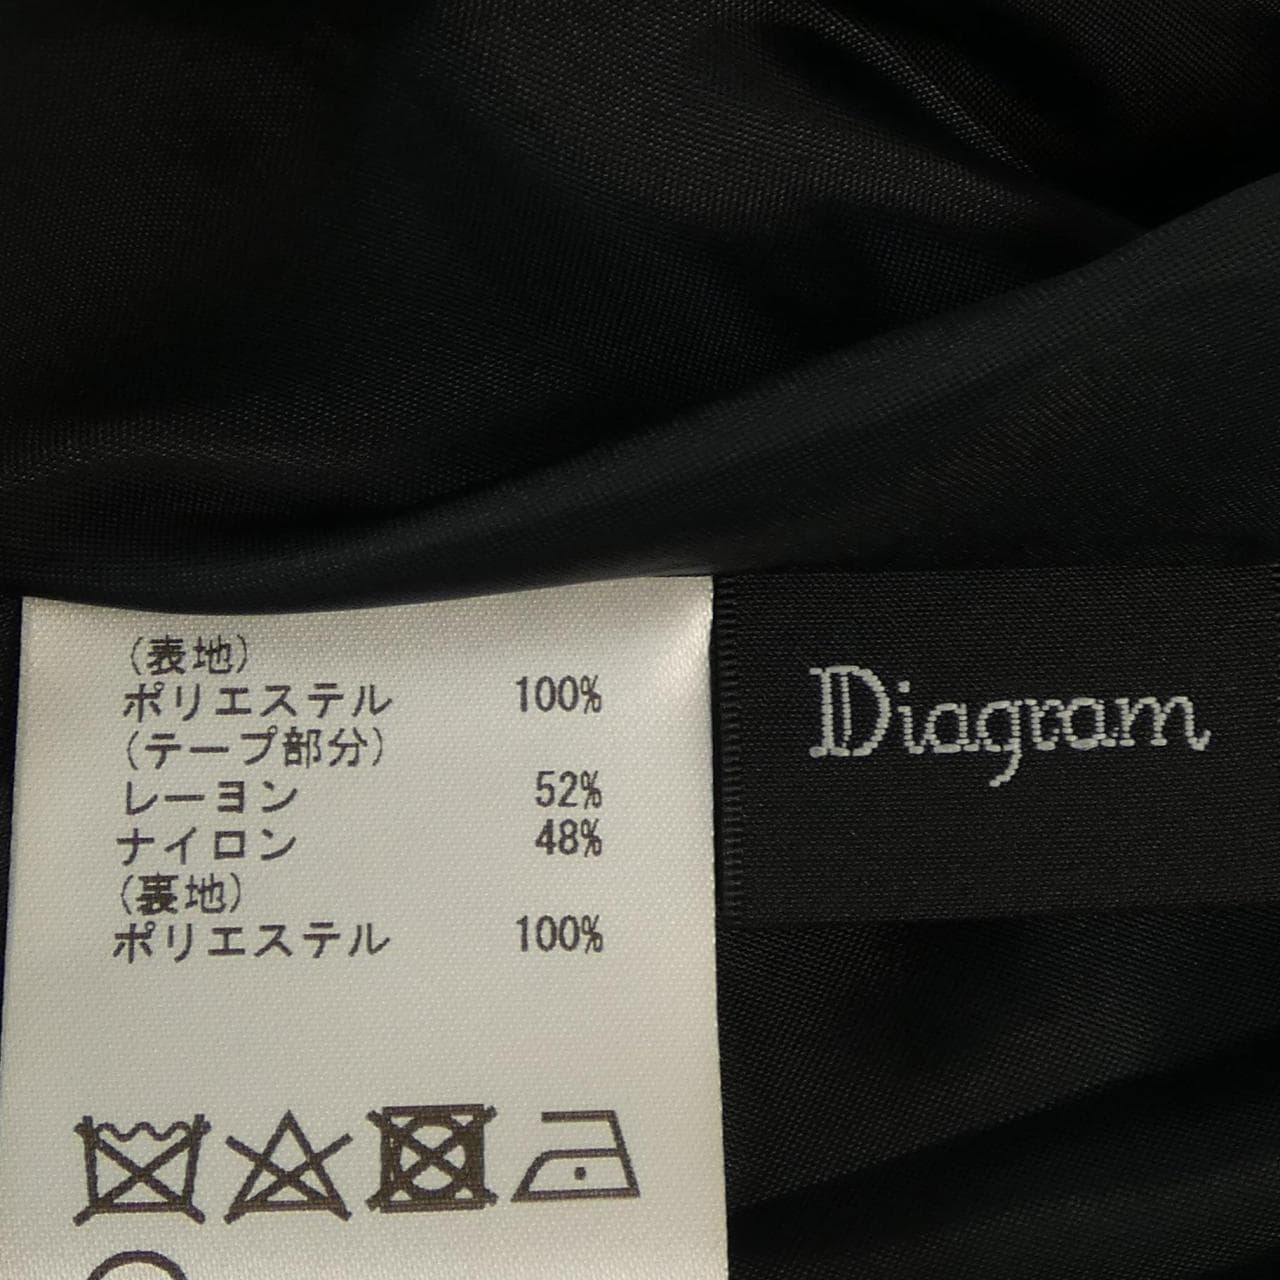 (表地)
ポリエステル 100%
(テープ部分)
レーヨン 52%
ナイロン 48%
(裏地)
ポリエステル 100%
Diagram